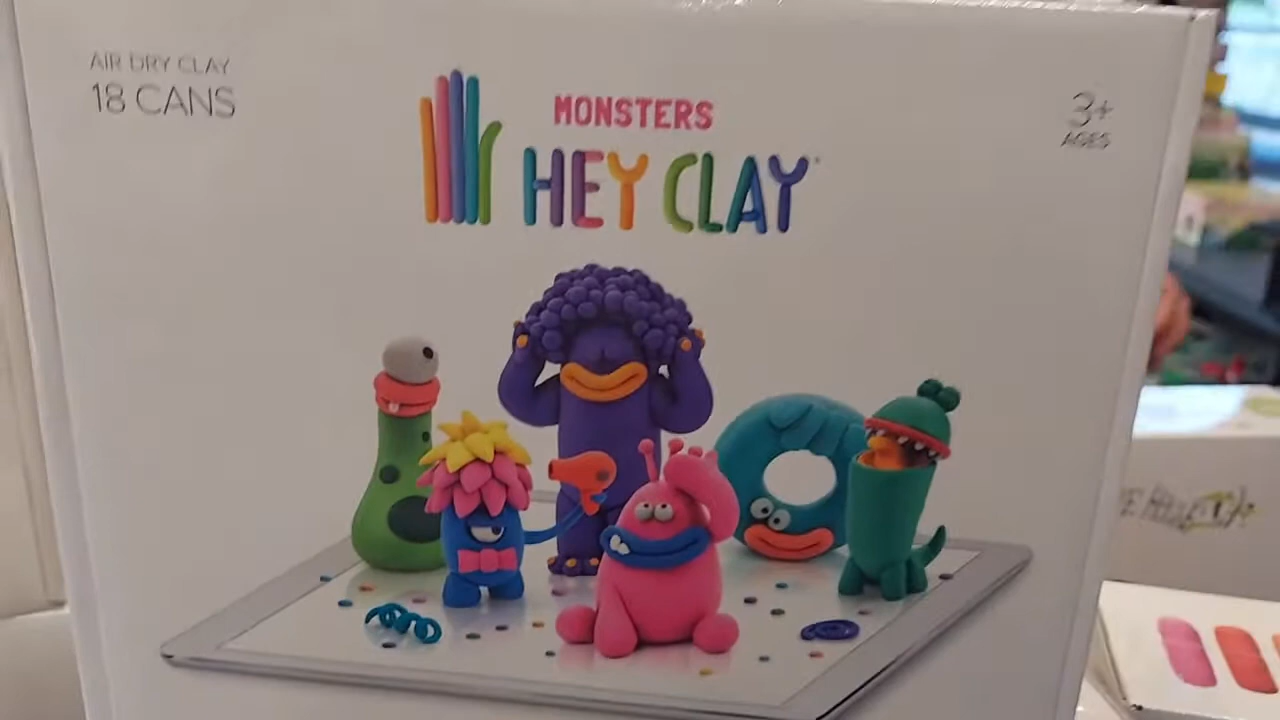 AIR DRY CLAY
18 CANS
MONSTERS
HEY CLAY
3+
AGES